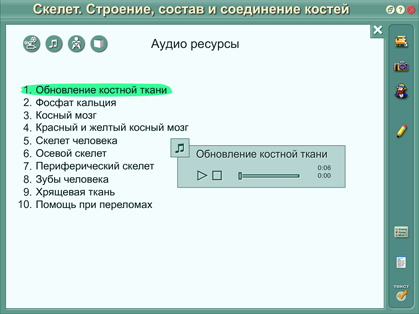 Скелет. Строение, состав и соединение костей
Аудио ресурсы
1. Обновление костной ткани
2. Фосфат кальция
3. Косный мозг
4. Красный и желтый косный мозг
5. Скелет человека
6. Осевой скелет
7. Периферический скелет
8. Зубы человека
9. Хрящевая ткань
10. Помощь при переломах
Обновление костной ткани
0:06
0:00
текст